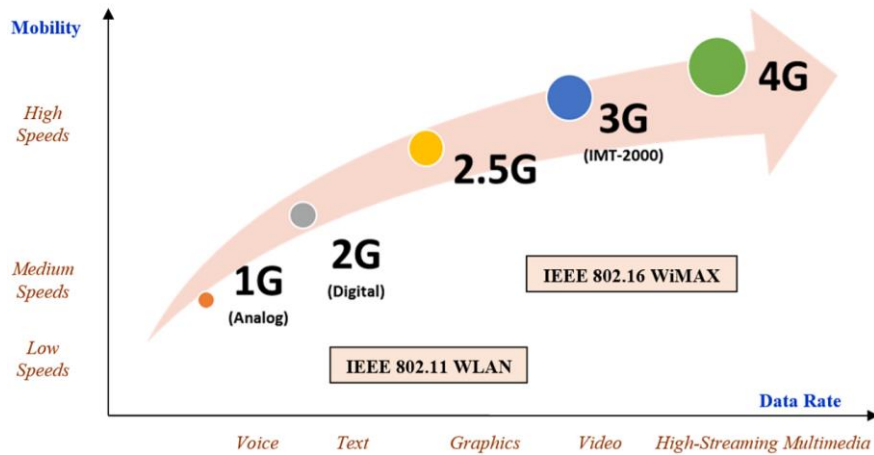 Mobility
High
Speeds
Medium
Speeds
Low
Speeds
4G
3G
(IMT-2000)
2.5G
2G
(Digital)
1G
(Analog)
IEEE 802.16 WiMAX
IEEE 802.11 WLAN
Data Rate
Voice Text Graphics Video High-Streaming Multimedia